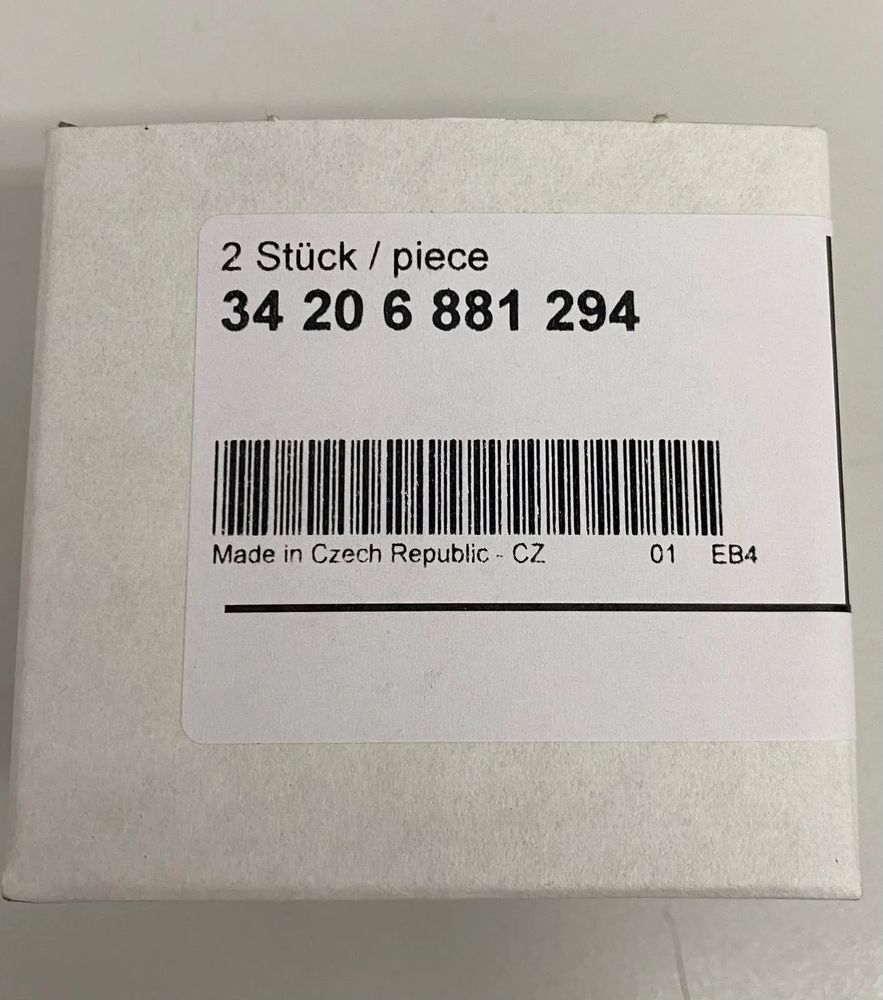 2 Stück / piece
34 20 6 881 294
Made in Czech Republic - CZ 01 EB4